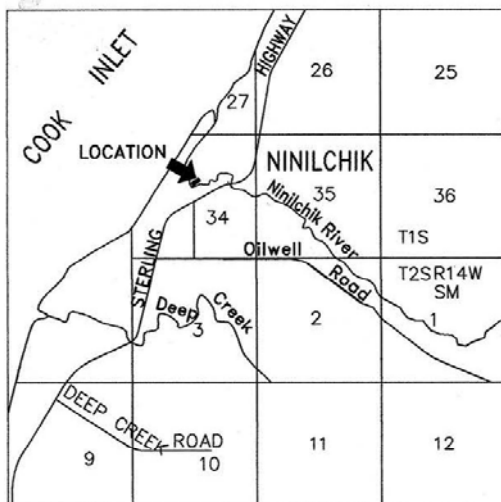 COOK INLET
HIGHWAY
26
25
27
LOCATION
NINILCHIK
Ninilchik River
35
36
34
T1S
STERLING
Oilwell Road
T2SR14W
SM
Deep Creek
3
2
1
DEEP CREEK ROAD
9
10
11
12